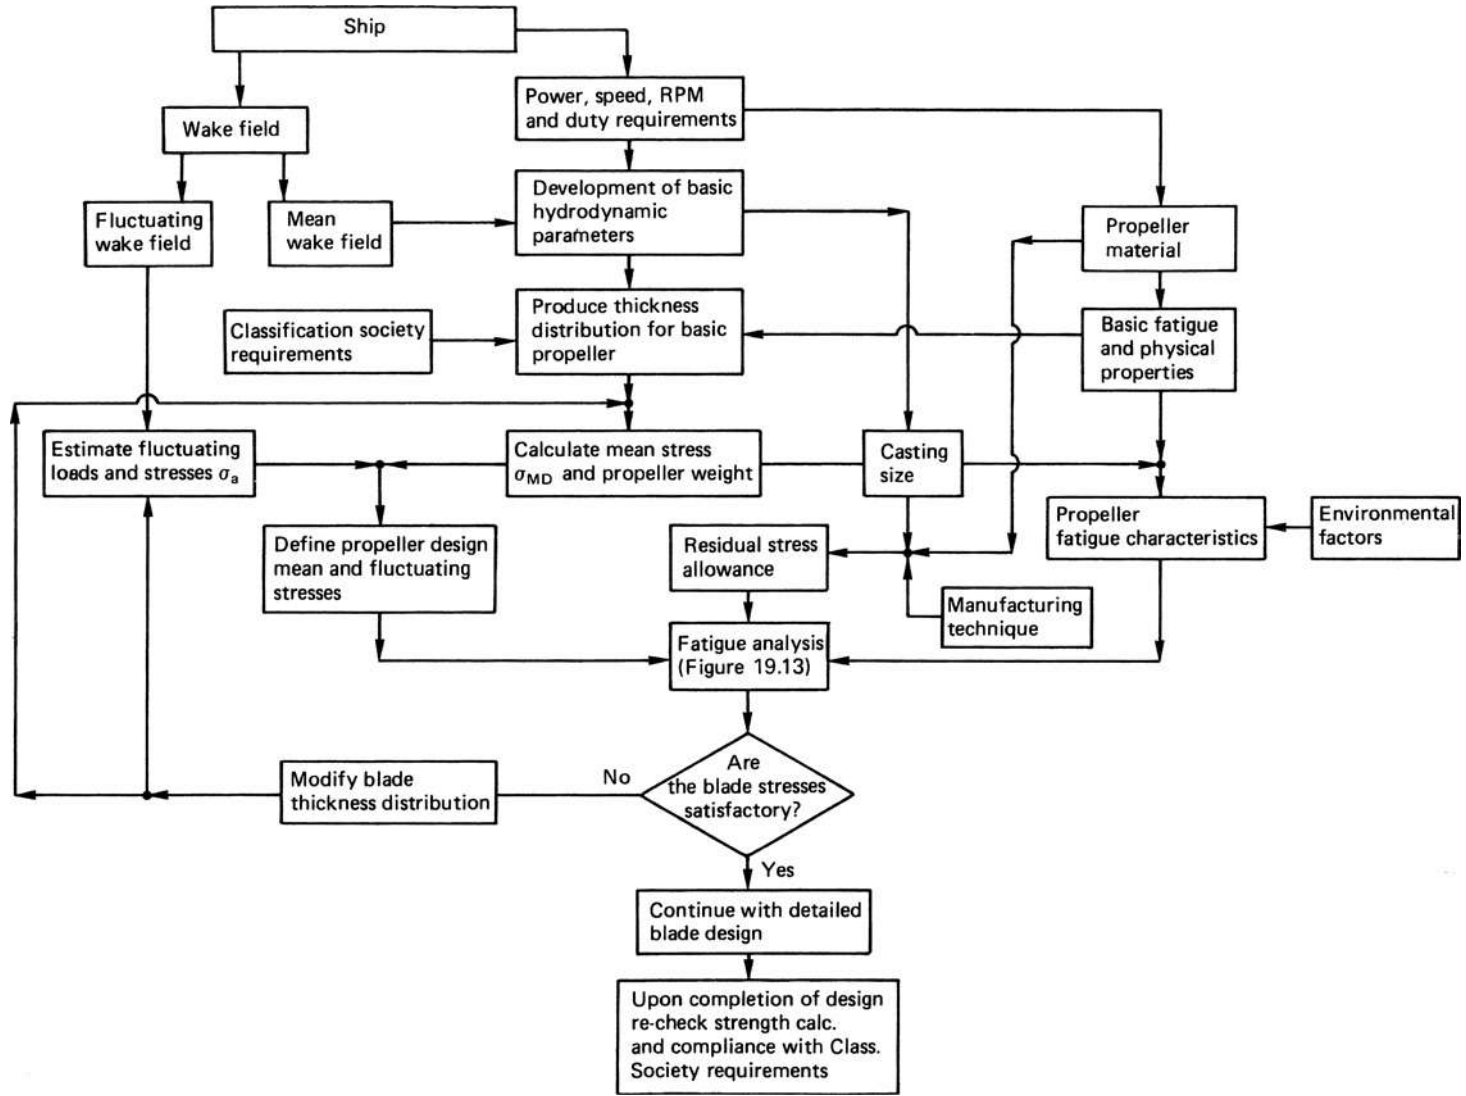 Ship
Power, speed, RPM
and duty requirements
Wake field
Development of basic
hydrodynamic
parameters
Fluctuating
wake field
Mean
wake field
Propeller
material
Produce thickness
distribution for basic
propeller
Classification society
requirements
Basic fatigue
and physical
properties
Estimate fluctuating
loads and stresses σa
Calculate mean stress
σMD and propeller weight
Casting
size
Propeller
fatigue characteristics
Environmental
factors
Define propeller design
mean and fluctuating
stresses
Residual stress
allowance
Manufacturing
technique
Fatigue analysis
(Figure 19.13)
Are
the blade stresses
satisfactory?
No
Modify blade
thickness distribution
Yes
Continue with detailed
blade design
Upon completion of design
re-check strength calc.
and compliance with Class.
Society requirements